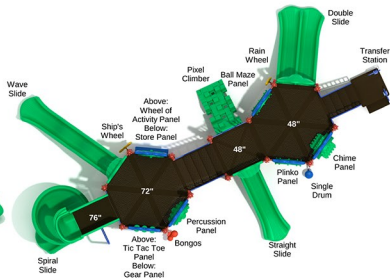 Double
Slide
Rain
Wheel
Transfer
Station
Pixel
Climber
Ball Maze
Panel
Wave
Slide
Above:
Wheel of
Activity Panel
Below:
Store Panel
Ship's
Wheel
48"
48"
Chime
Panel
Plinko
Panel
Single
Drum
72"
76"
Percussion
Panel
Bongos
Straight
Slide
Above:
Tic Tac Toe
Panel
Below:
Gear Panel
Spiral
Slide